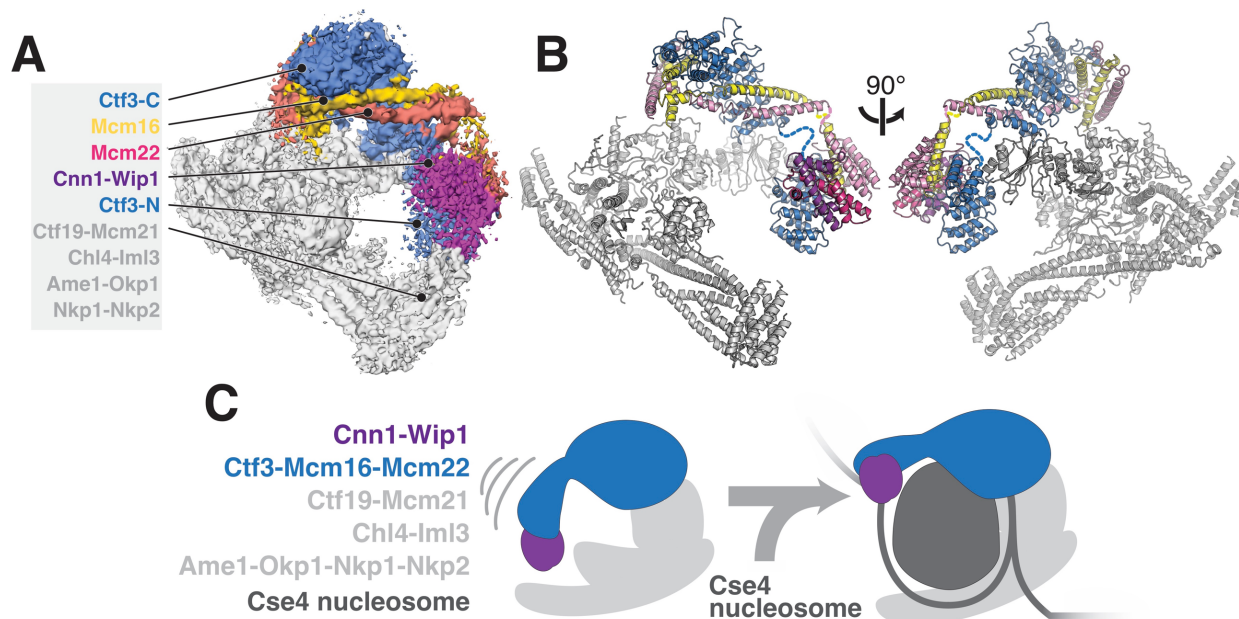 A
Ctf3-C
Mcm16
Mcm22
Cnn1-Wip1
Ctf3-N
Ctf19-Mcm21
Chl4-Iml3
Ame1-Okp1
Nkp1-Nkp2
B
90°
C
Cnn1-Wip1
Ctf3-Mcm16-Mcm22
Ctf19-Mcm21
Chl4-Iml3
Ame1-Okp1-Nkp1-Nkp2
Cse4 nucleosome
Cse4
nucleosome